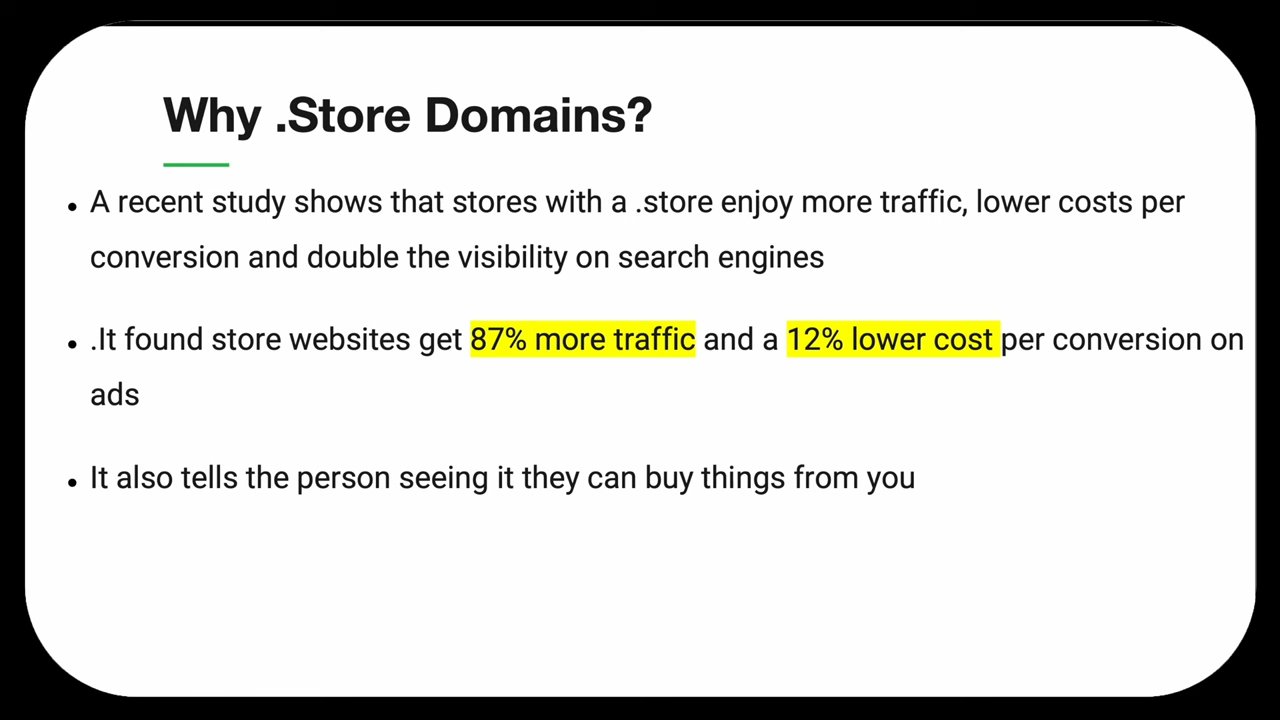 Why .Store Domains?
• A recent study shows that stores with a .store enjoy more traffic, lower costs per
conversion and double the visibility on search engines
• .It found store websites get 87% more traffic and a 12% lower cost per conversion on
ads
• It also tells the person seeing it they can buy things from you